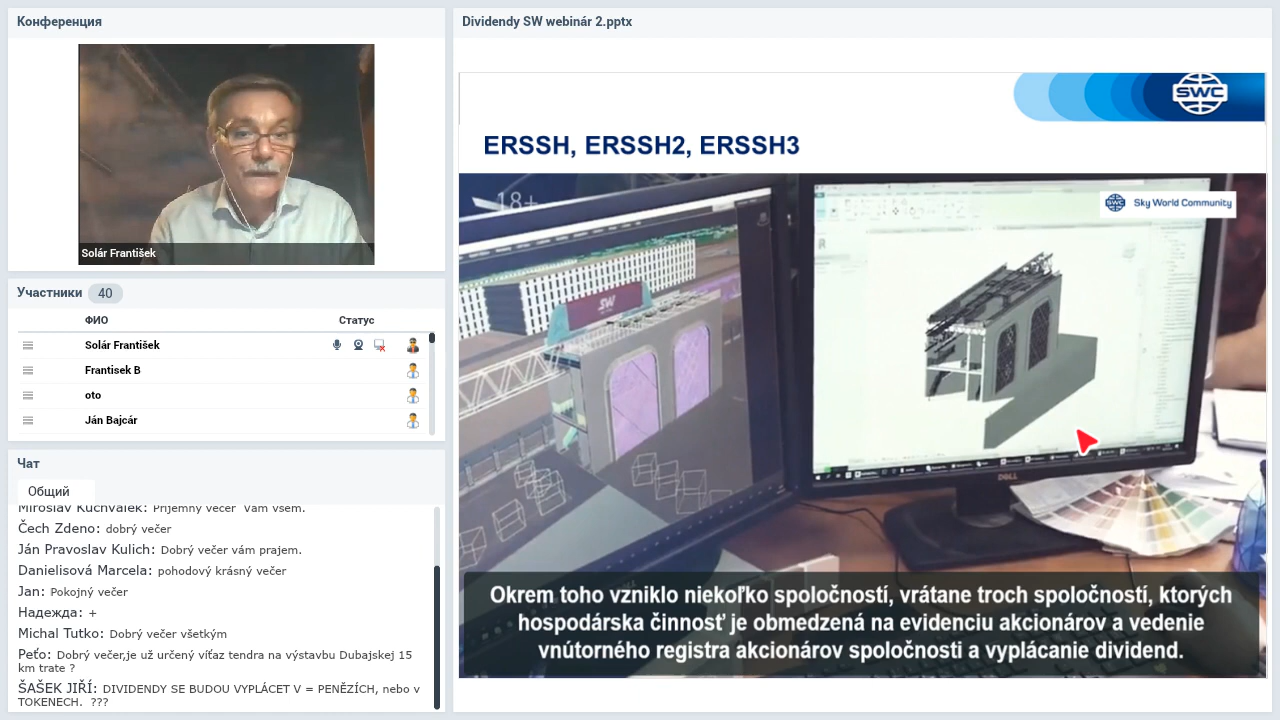 Конференция
Solár František
Участники 40
ФИО Статус
Solár František
Frantisek B
oto
Ján Bajcár
Чат
Общий
Miroslav Kuchválek: Příjemný večer vám všem.
Čech Zdeno: dobrý večer
Ján Pravoslav Kulich: Dobrý večer vám prajem.
Danielisová Marcela: pohodový krásný večer
Jan: Pokojný večer
Надежда: +
Michal Tutko: Dobrý večer všetkým
Peťo: Dobrý večer,je už určený víťaz tendra na výstavbu Dubajskej 15
km trate ?
ŠAŠEK JIŘÍ: DIVIDENDY SE BUDOU VYPLÁCET V = PENĚZÍCH, nebo v
TOKENECH. ???
Dividendy SW webinár 2.pptx
SWC
ERSSH, ERSSH2, ERSSH3
18+
SWC Sky World Community
SW
DELL
Okrem toho vzniklo niekoľko spoločností, vrátane troch spoločností, ktorých
hospodárska činnosť je obmedzená na evidenciu akcionárov a vedenie
vnútorného registra akcionárov spoločnosti a vyplácanie dividend.